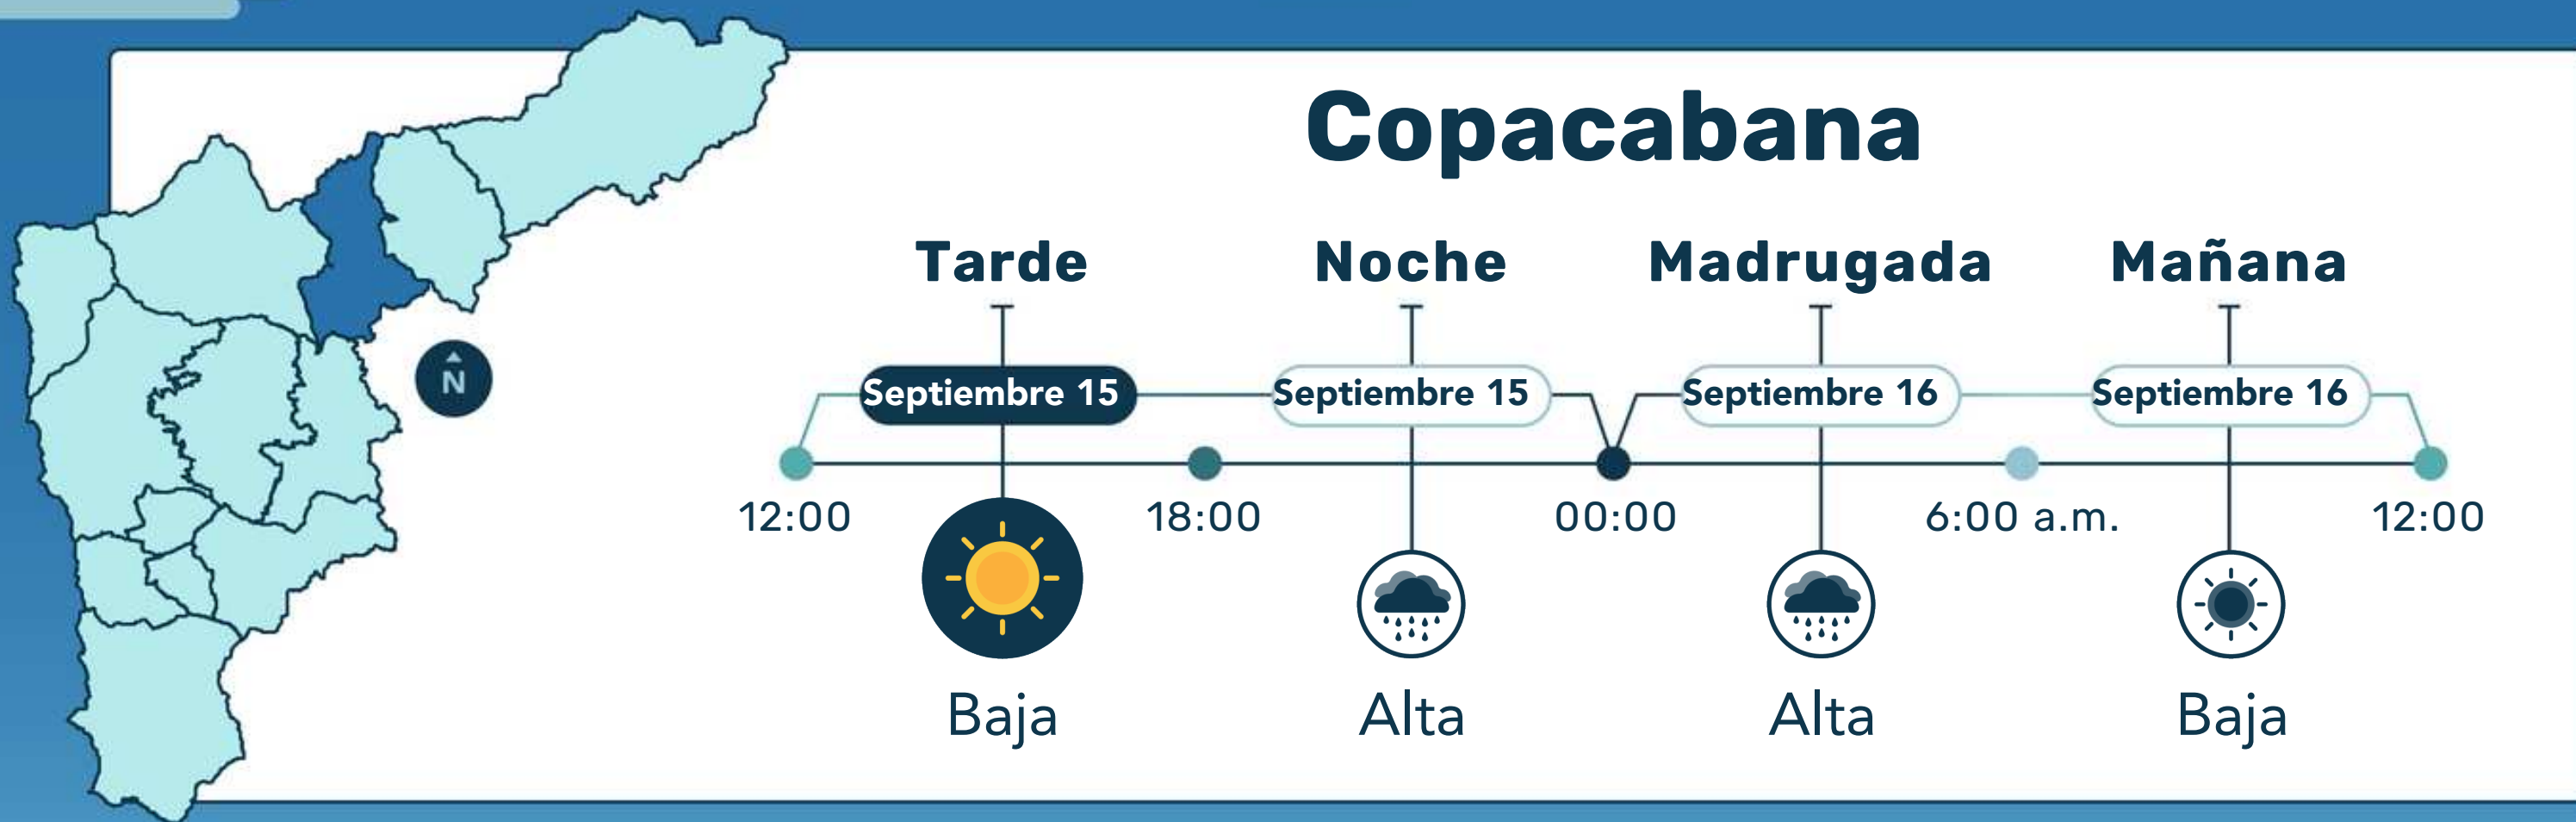 Copacabana
Tarde Noche Madrugada Mañana
Septiembre 15 Septiembre 15 Septiembre 16 Septiembre 16
N
12:00 18:00 00:00 6:00 a.m. 12:00
Baja Alta Alta Baja